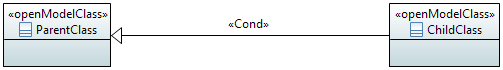 «openModelClass»
ParentClass
«Cond»
«openModelClass»
ChildClass